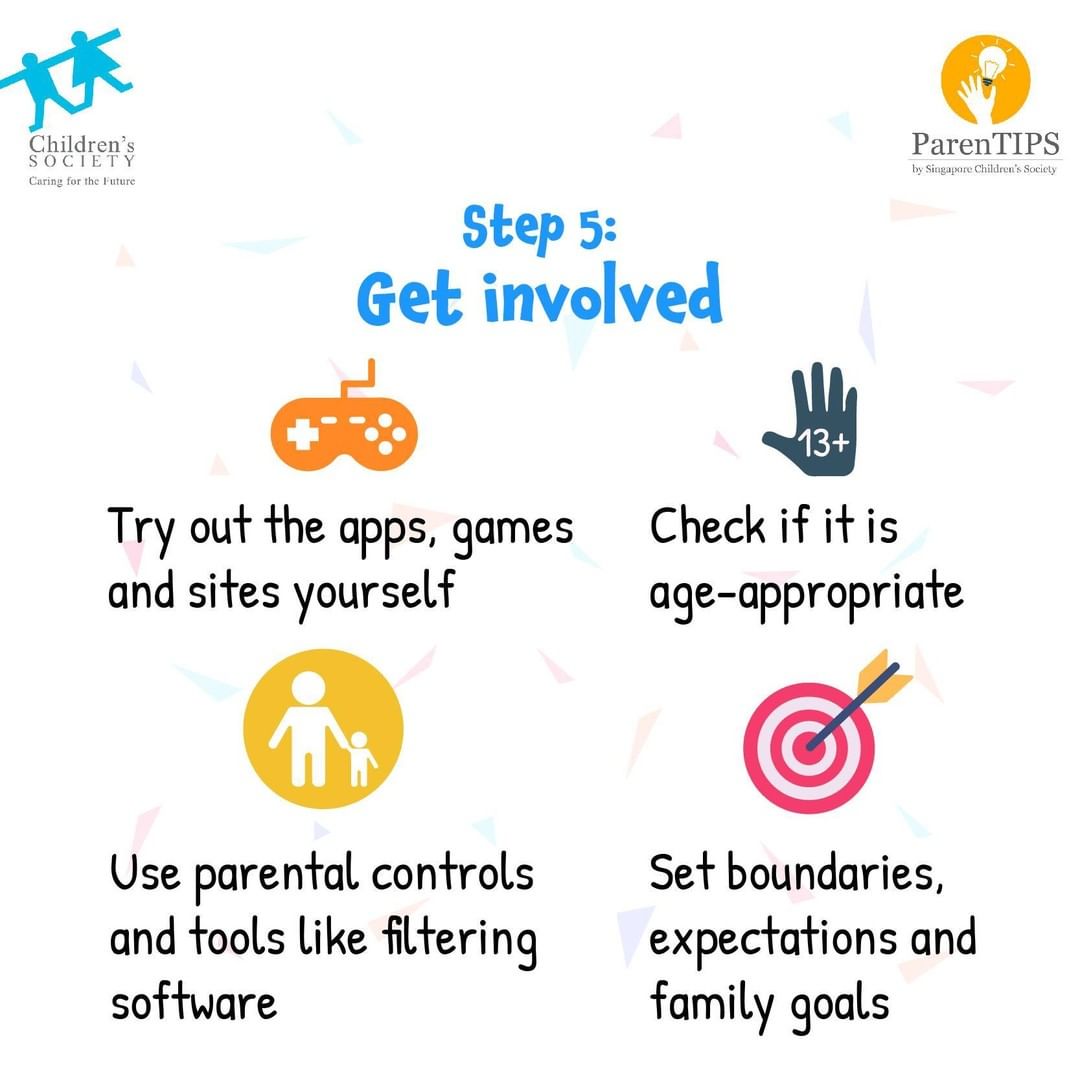 Children's
SOCIETY
Caring for the Future
ParenTIPS
by Singapore Children's Society
Step 5:
Get involved
13+
Try out the apps, games
and sites yourself
Check if it is
age-appropriate
Use parental controls
and tools like filtering
software
Set boundaries,
expectations and
family goals